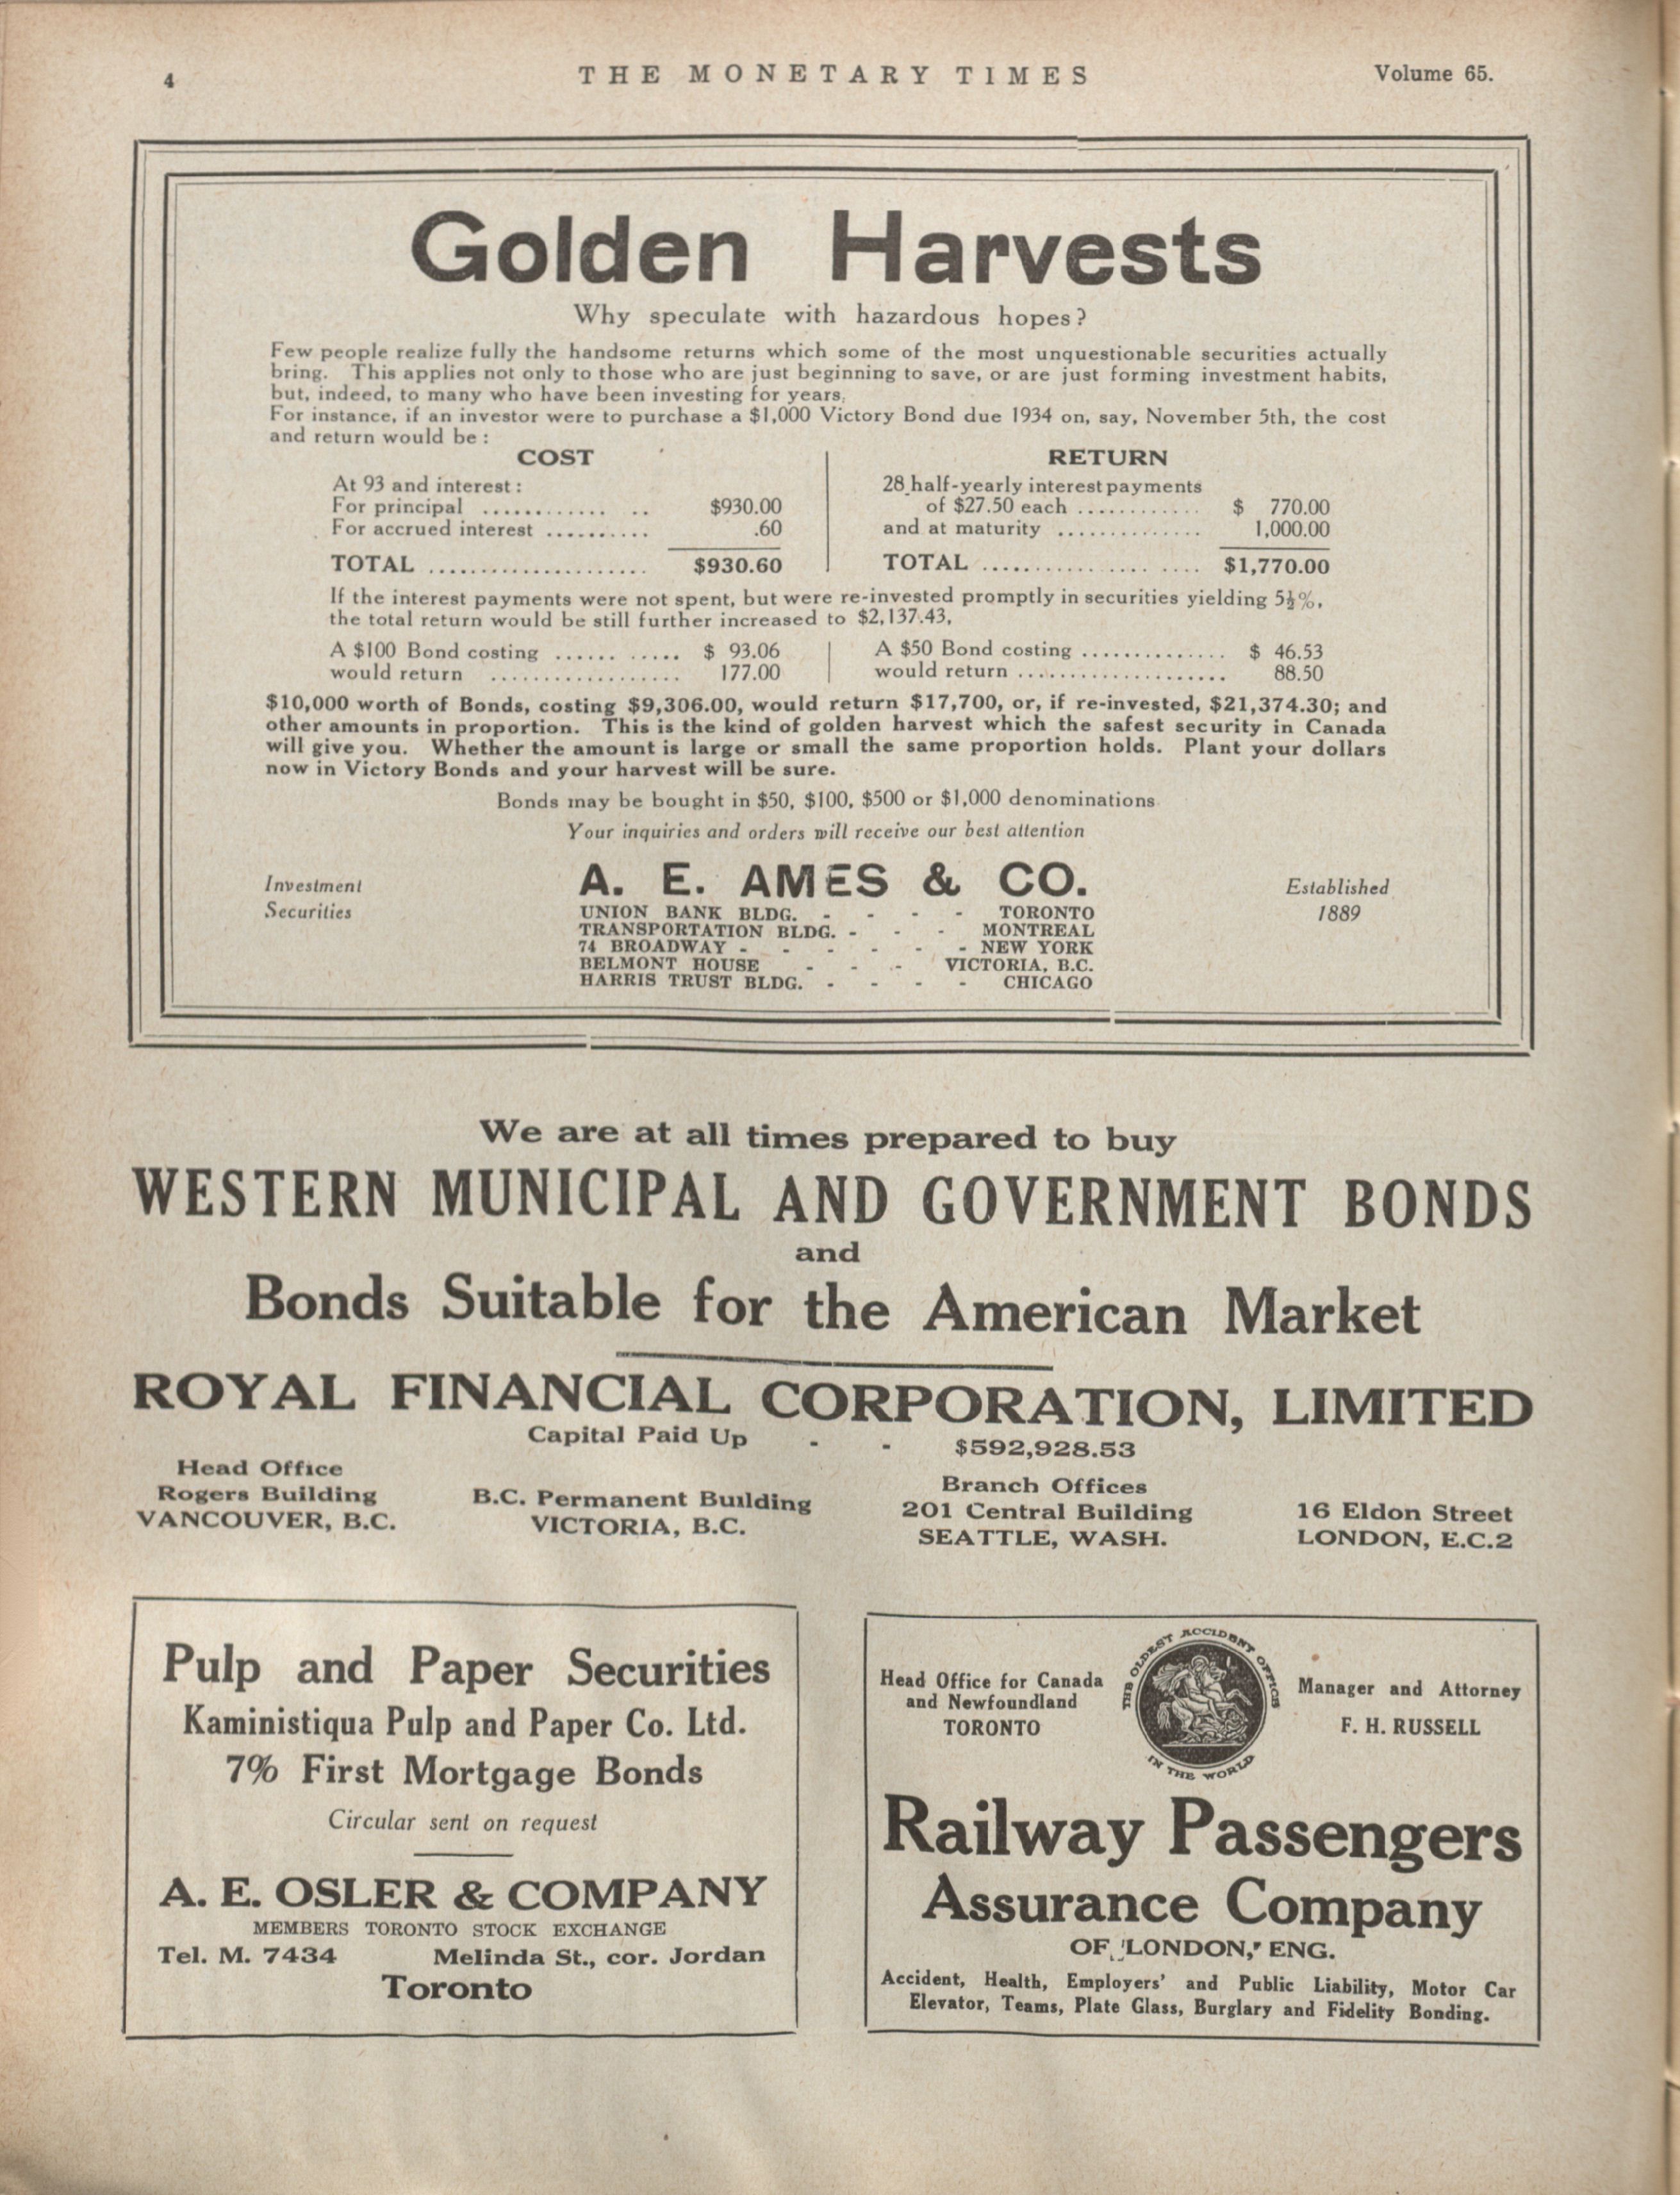 4 THE MONETARY TIMES Volume 65.
Golden Harvests
Why speculate with hazardous hopes?
Few people realize fully the handsome returns which some of the most unquestionable securities actually
bring. This applies not only to those who are just beginning to save, or are just forming investment habits,
but, indeed, to many who have been investing for years.
For instance, if an investor were to purchase a $1,000 Victory Bond due 1934 on, say, November 5th, the cost
and return would be:
COST
At 93 and interest:
For principal ............ .. $930.00
For accrued interest .......... .60
TOTAL ..................... $930.60
RETURN
28 half-yearly interest payments
of $27.50 each ............ $ 770.00
and at maturity .............. 1,000.00
TOTAL ................ .... $1,770.00
If the interest payments were not spent, but were re-invested promptly in securities yielding 5½%,
the total return would be still further increased to $2,137.43,
A $100 Bond costing ...... ..... $ 93.06
would return .................. 177.00
A $50 Bond costing .............. $ 46.53
would return .................... 88.50
$10,000 worth of Bonds, costing $9,306.00, would return $17,700, or, if re-invested, $21,374.30; and
other amounts in proportion. This is the kind of golden harvest which the safest security in Canada
will give you. Whether the amount is large or small the same proportion holds. Plant your dollars
now in Victory Bonds and your harvest will be sure.
Bonds may be bought in $50, $100, $500 or $1,000 denominations
Your inquiries and orders will receive our best attention
Investment
Securities
A. E. AMES & CO.
UNION BANK BLDG. - - - - TORONTO
TRANSPORTATION BLDG. - - - MONTREAL
74 BROADWAY - - - - - - NEW YORK
BELMONT HOUSE - - - VICTORIA, B.C.
HARRIS TRUST BLDG. - - - - CHICAGO
Established
1889
We are at all times prepared to buy
WESTERN MUNICIPAL AND GOVERNMENT BONDS
and
Bonds Suitable for the American Market
ROYAL FINANCIAL CORPORATION, LIMITED
Capital Paid Up - - $592,928.53
Head Office
Rogers Building
VANCOUVER, B.C.
B.C. Permanent Building
VICTORIA, B.C.
Branch Offices
201 Central Building
SEATTLE, WASH.
16 Eldon Street
LONDON, E.C.2
Pulp and Paper Securities
Kaministiqua Pulp and Paper Co. Ltd.
7% First Mortgage Bonds
Circular sent on request
A. E. OSLER & COMPANY
MEMBERS TORONTO STOCK EXCHANGE
Tel. M. 7434 Melinda St., cor. Jordan
Toronto
Head Office for Canada
and Newfoundland
TORONTO
THE OLDEST ACCIDENT OFFICE
IN THE WORLD
Manager and Attorney
F. H. RUSSELL
Railway Passengers
Assurance Company
OF LONDON, ENG.
Accident, Health, Employers' and Public Liability, Motor Car
Elevator, Teams, Plate Glass, Burglary and Fidelity Bonding.